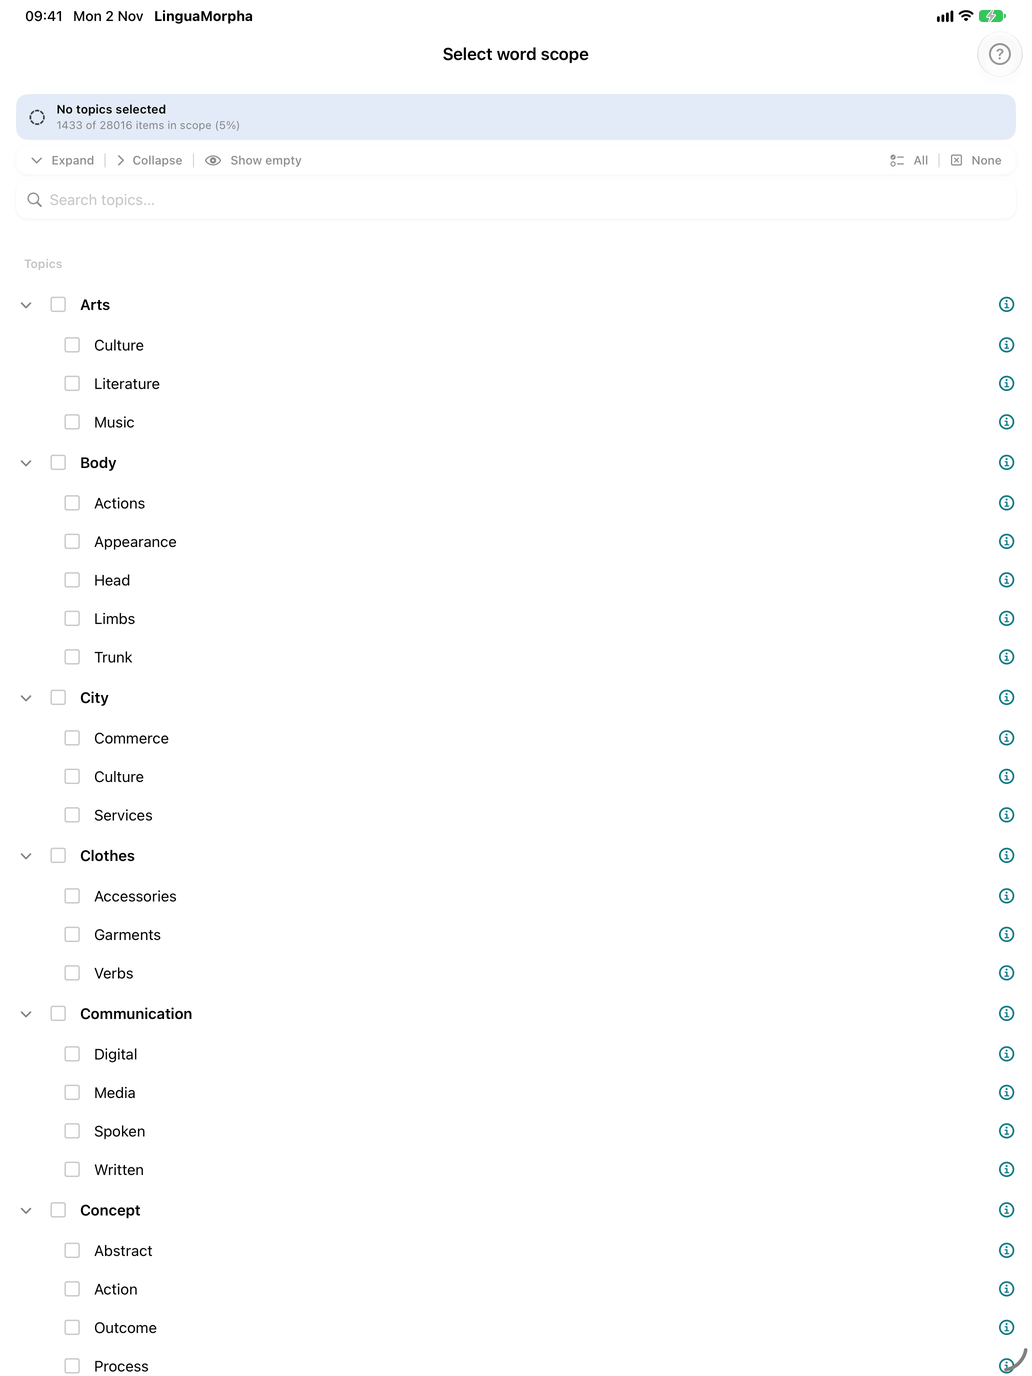 09:41 Mon 2 Nov LinguaMorpha
Select word scope
No topics selected
1433 of 28016 items in scope (5%)
Expand Collapse Show empty All None
Search topics...
Topics
Arts
Culture
Literature
Music
Body
Actions
Appearance
Head
Limbs
Trunk
City
Commerce
Culture
Services
Clothes
Accessories
Garments
Verbs
Communication
Digital
Media
Spoken
Written
Concept
Abstract
Action
Outcome
Process